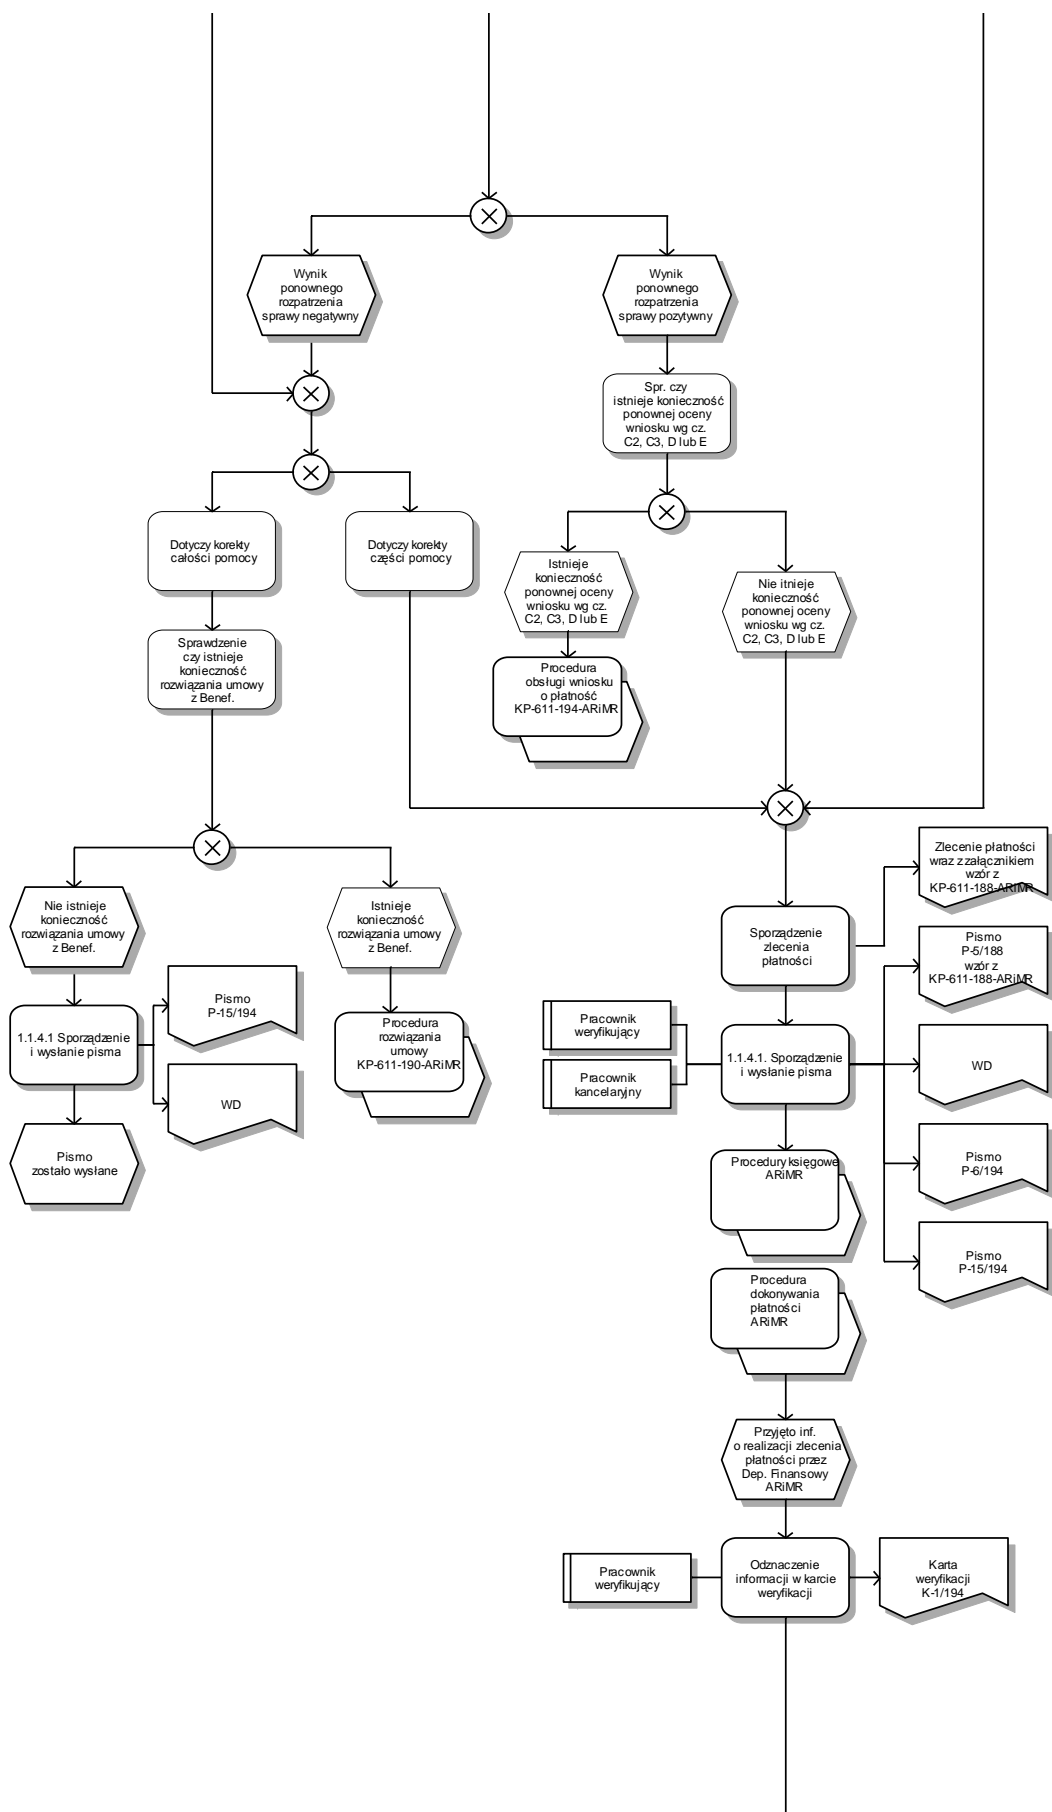 Wynik
ponownego
rozpatrzenia
sprawy negatywny
Wynik
ponownego
rozpatrzenia
sprawy pozytywny
Spr. czy
istnieje konieczność
ponownej oceny
wniosku wg cz.
C2, C3, D lub E
Dotyczy korekty
całości pomocy
Dotyczy korekty
części pomocy
Istnieje
konieczność
ponownej oceny
wniosku wg cz.
C2, C3, D lub E
Nie itnieje
konieczność
ponownej oceny
wniosku wg cz.
C2, C3, D lub E
Sprawdzenie
czy istnieje
konieczność
rozwiązania umowy
z Benef.
Procedura
obsługi wniosku
o płatność
KP-611-194-ARiMR
Zlecenie płatności
wraz z załącznikiem
wzór z
KP-611-188-ARiMR
Nie istnieje
konieczność
rozwiązania umowy
z Benef.
Istnieje
konieczność
rozwiązania umowy
z Benef.
Sporządzenie
zlecenia
płatności
Pismo
P-5/188
wzór z
KP-611-188-ARiMR
Pismo
P-15/194
1.1.4.1 Sporządzenie
i wysłanie pisma
WD
Procedura
rozwiązania
umowy
KP-611-190-ARiMR
Pracownik
weryfikujący
Pracownik
kancelaryjny
1.1.4.1. Sporządzenie
i wysłanie pisma
WD
Pismo
zostało wysłane
Procedury księgowe
ARiMR
Pismo
P-6/194
Pismo
P-15/194
Procedura
dokonywania
płatności
ARiMR
Przyjęto inf.
o realizacji zlecenia
płatności przez
Dep. Finansowy
ARiMR
Pracownik
weryfikujący
Odznaczenie
informacji w karcie
weryfikacji
Karta
weryfikacji
K-1/194